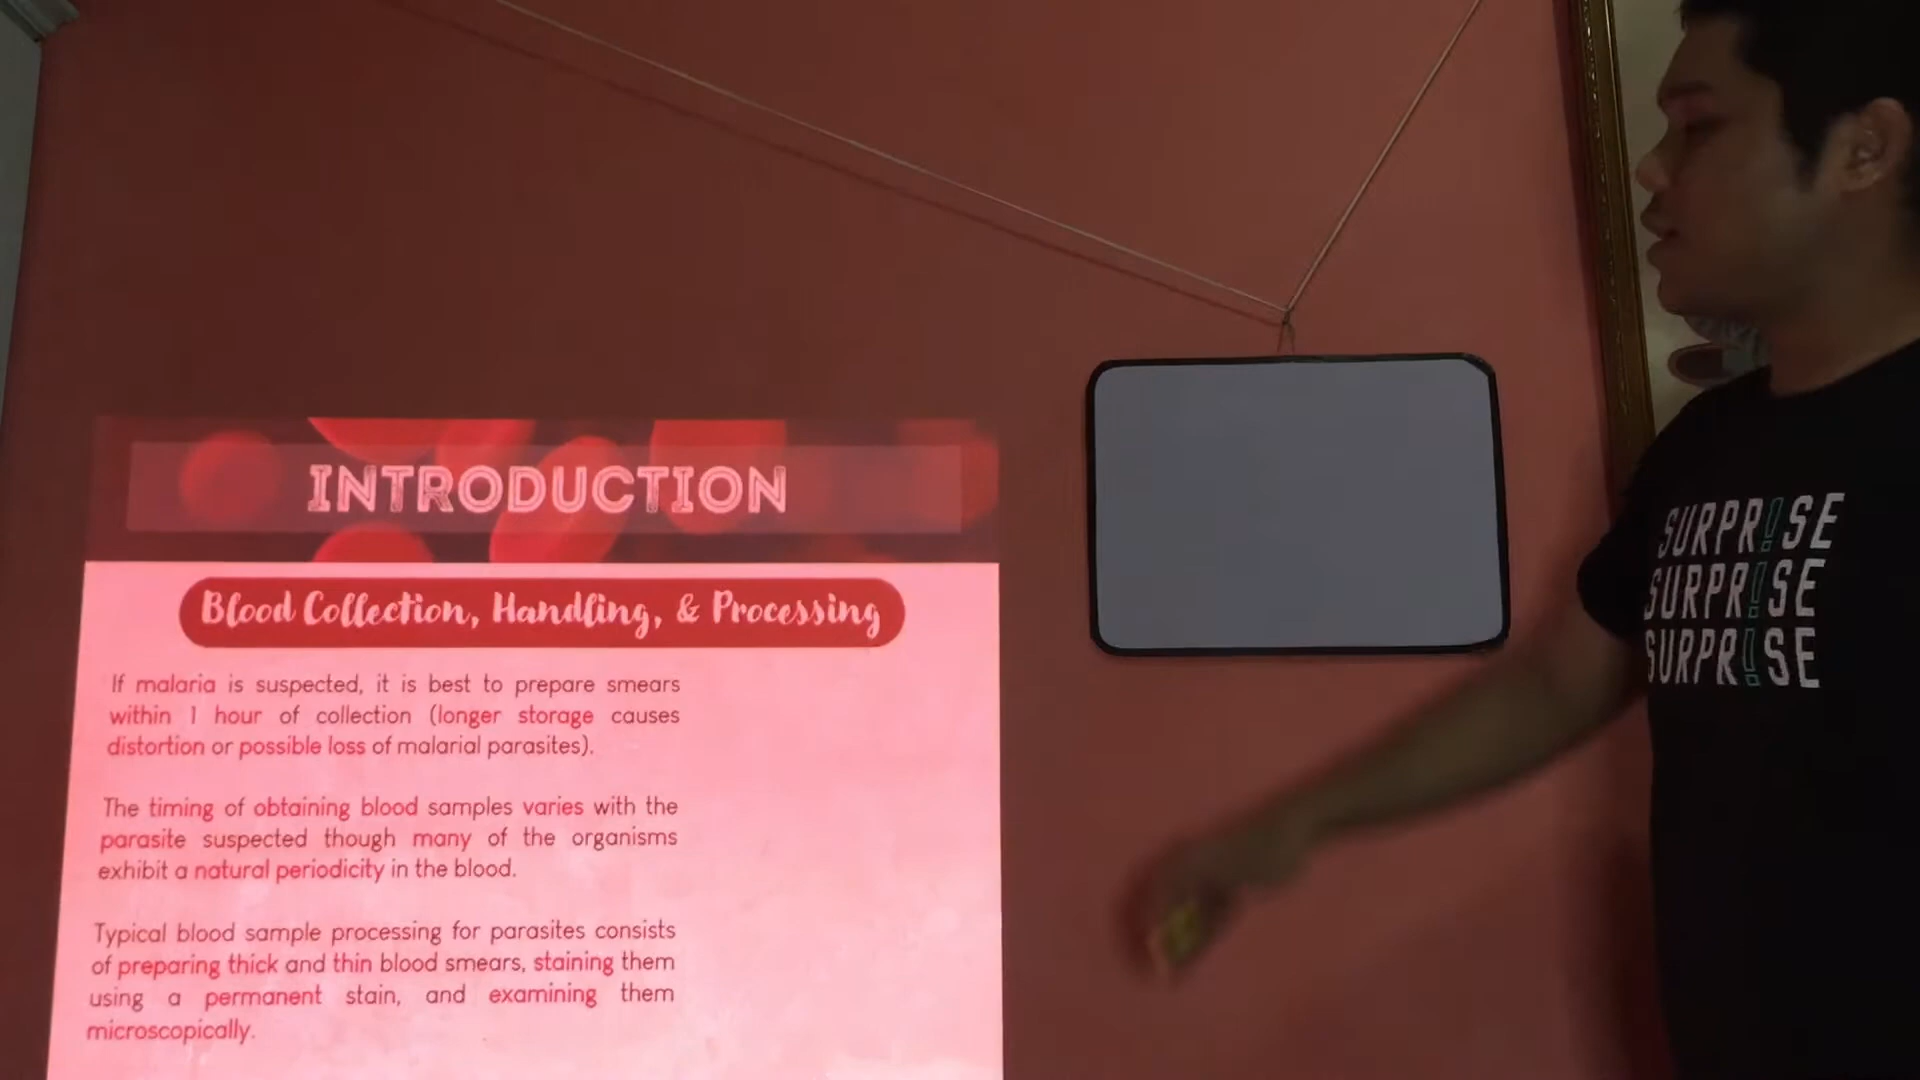 INTRODUCTION
Blood Collection, Handling, & Processing
If malaria is suspected, it is best to prepare smears
within 1 hour of collection (longer storage causes
distortion or possible loss of malarial parasites).
The timing of obtaining blood samples varies with the
parasite suspected though many of the organisms
exhibit a natural periodicity in the blood.
Typical blood sample processing for parasites consists
of preparing thick and thin blood smears, staining them
using a permanent stain, and examining them
microscopically.
SURPR!SE
SURPR!SE
SURPR!SE